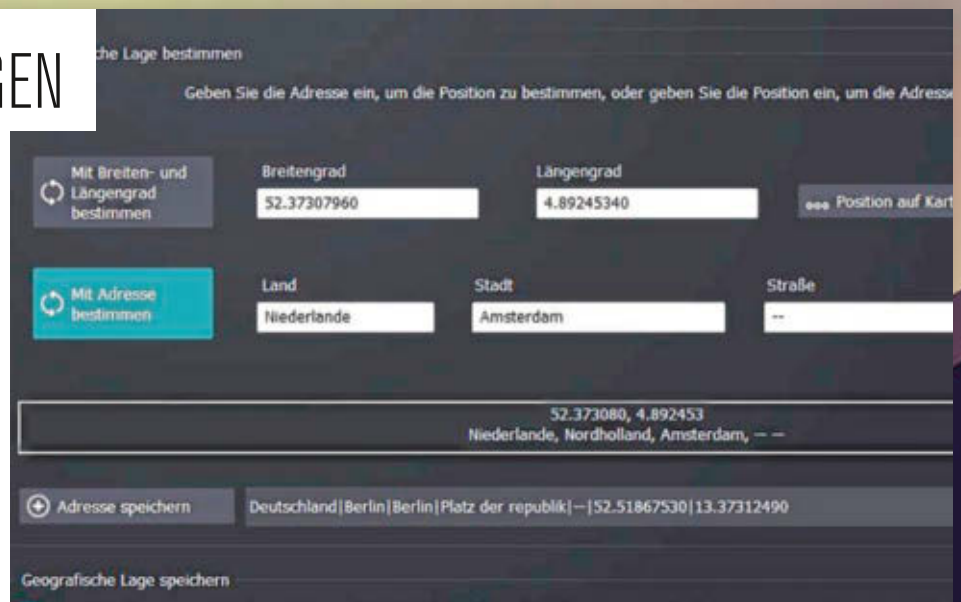 GEN
che Lage bestimmen
Geben Sie die Adresse ein, um die Position zu bestimmen, oder geben Sie die Position ein, um die Adresse
Mit Breiten- und
Längengrad
bestimmen
Breitengrad
Längengrad
52.37307960
4.89245340
Position auf Kart
Mit Adresse
bestimmen
Land
Stadt
Straße
Niederlande
Amsterdam
--
52.373080, 4.892453
Niederlande, Nordholland, Amsterdam, -- --
Adresse speichern
Deutschland|Berlin|Berlin|Platz der republik|--|52.51867530|13.37312490
Geografische Lage speichern